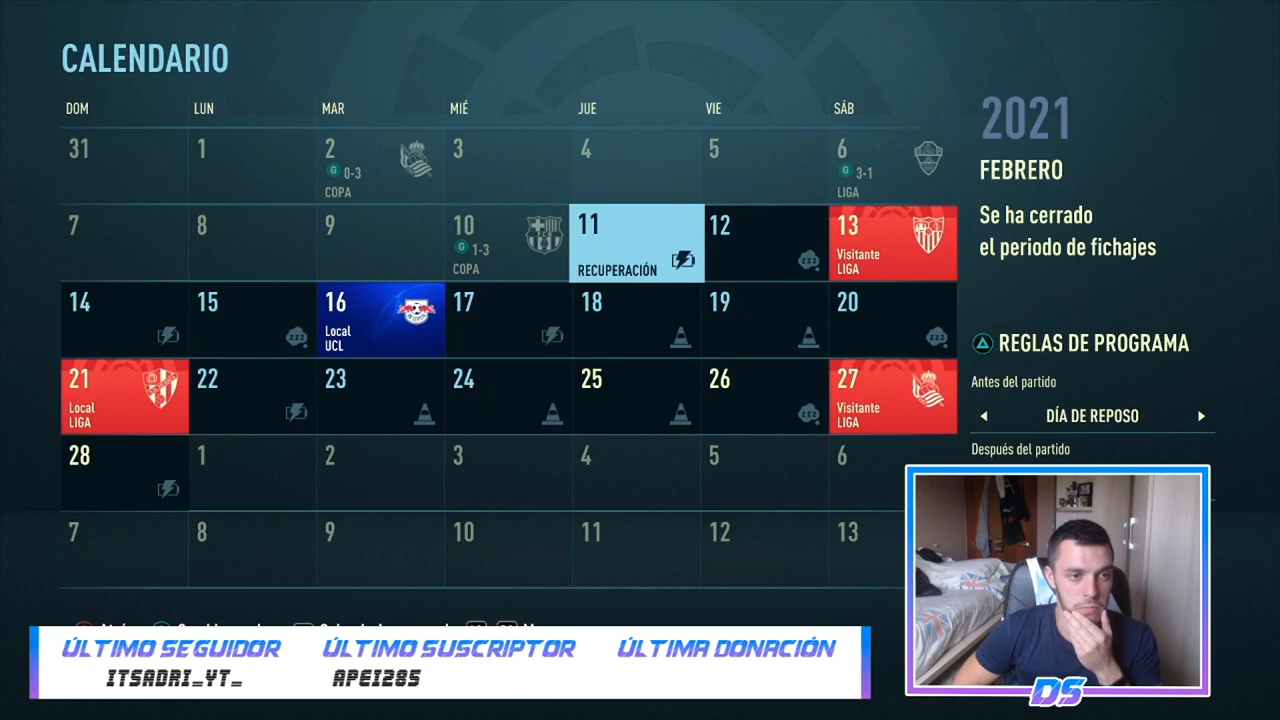 CALENDARIO
DOM LUN MAR MIÉ JUE VIE SÁB
31 1 2 3 4 5 6
G 0-3 G 3-1
COPA LIGA
7 8 9 10 11 12 13
G 1-3 Visitante
COPA RECUPERACIÓN LIGA
14 15 16 17 18 19 20
Local
UCL
21 22 23 24 25 26 27
Local Visitante
LIGA LIGA
28 1 2 3 4 5 6
7 8 9 10 11 12 13
2021
FEBRERO
Se ha cerrado
el periodo de fichajes
REGLAS DE PROGRAMA
Antes del partido
DÍA DE REPOSO
Después del partido
ÚLTIMO SEGUIDOR ÚLTIMO SUSCRIPTOR ÚLTIMA DONACIÓN
ITSADRI_YT_ APEI285
DS